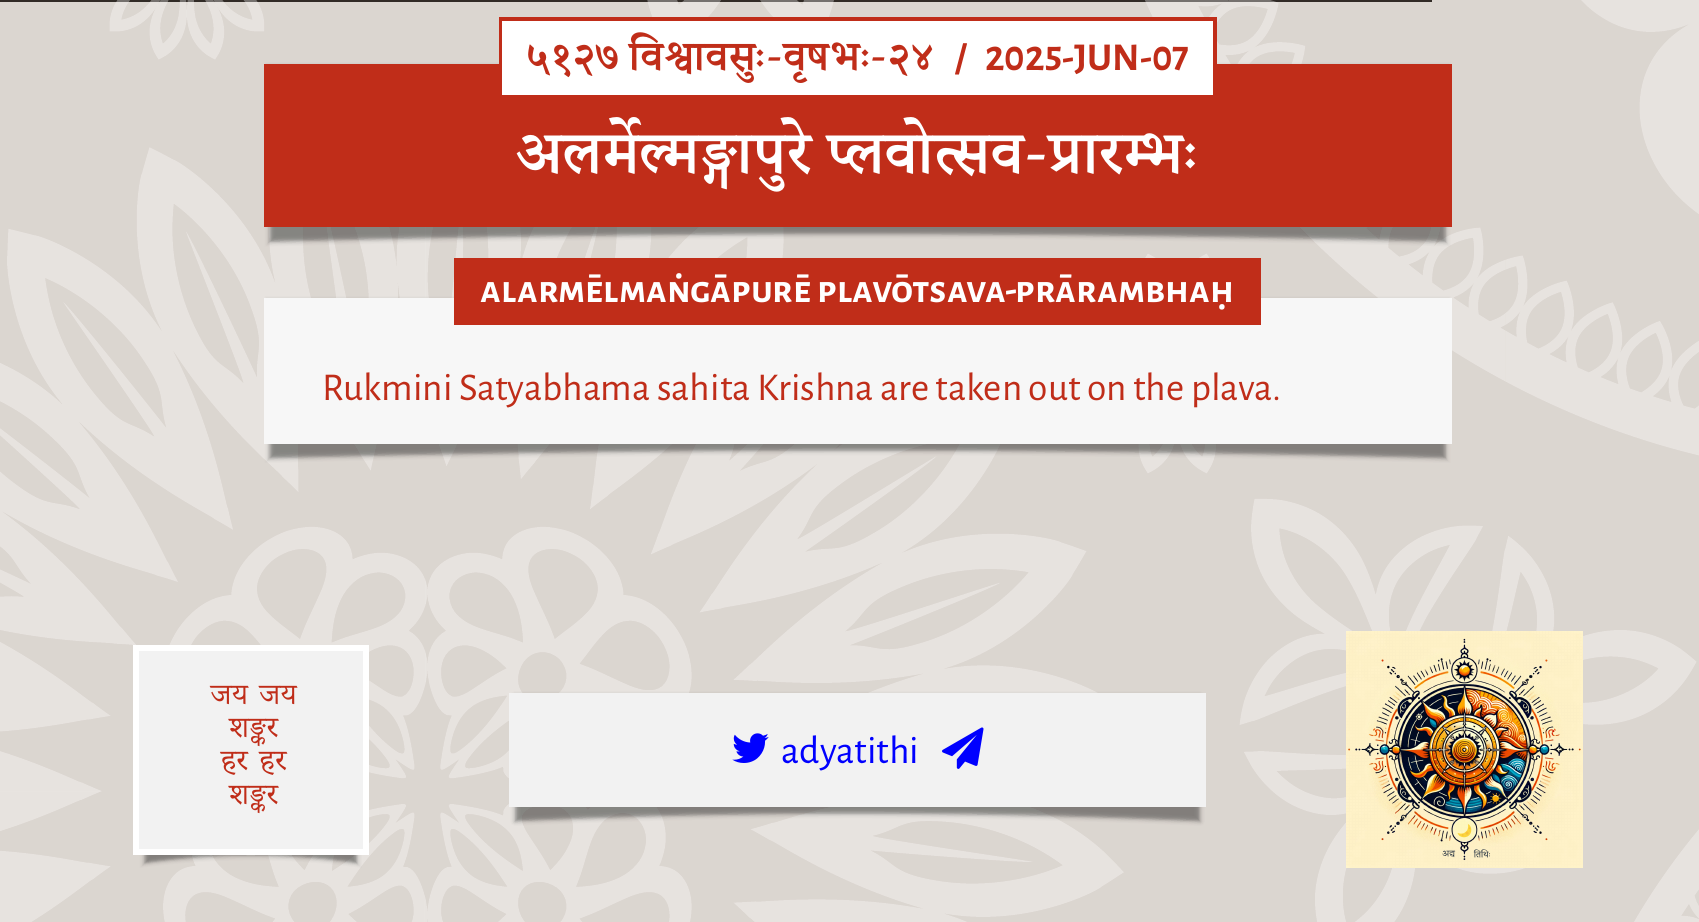 ५१२७ विश्वावसुः-वृषभः-२४ / 2025-JUN-07
अलर्मेल्मङ्गापुरे प्लवोत्सव-प्रारम्भः
ALARMĒLMAṄGĀPURĒ PLAVŌTSAVA-PRĀRAMBHAḤ
Rukmini Satyabhama sahita Krishna are taken out on the plava.
जय जय
शङ्कर
हर हर
शङ्कर
adyatithi
अद्य तिथिः